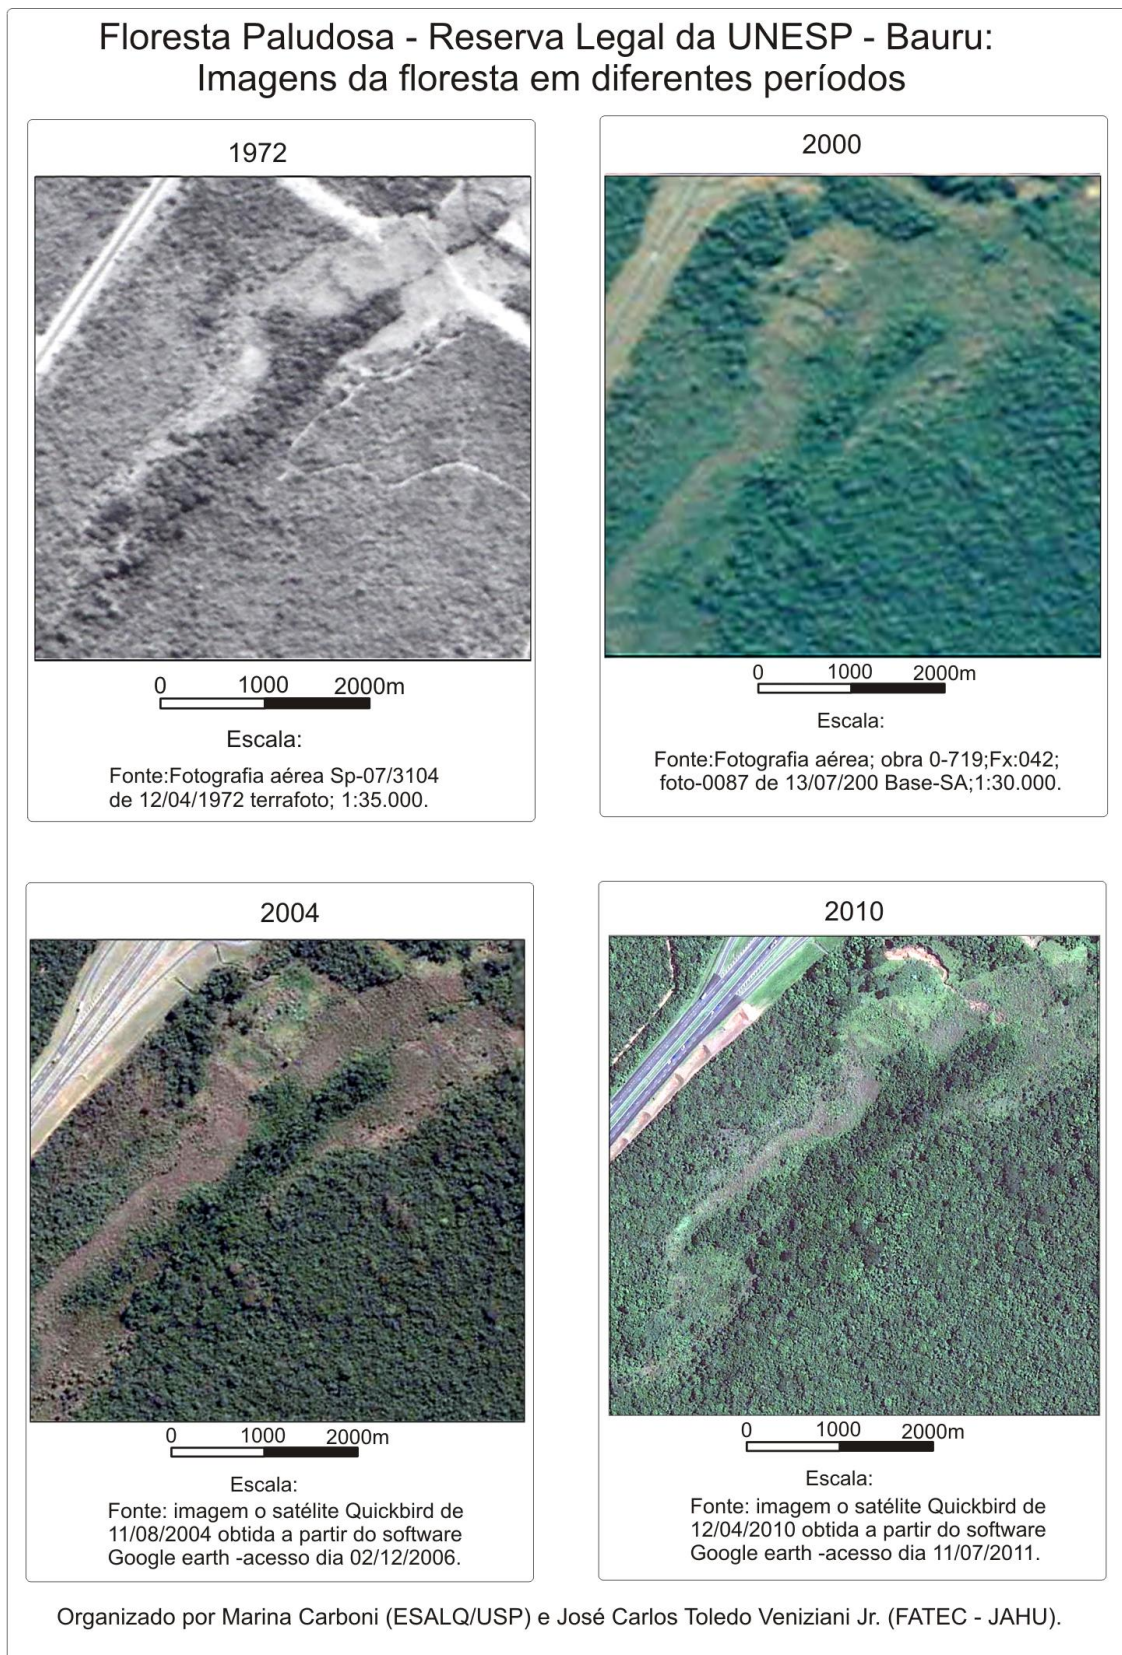 Floresta Paludosa - Reserva Legal da UNESP - Bauru:
Imagens da floresta em diferentes períodos
1972
0 1000 2000m
Escala:
Fonte:Fotografia aérea Sp-07/3104
de 12/04/1972 terrafoto; 1:35.000.
2000
0 1000 2000m
Escala:
Fonte:Fotografia aérea; obra 0-719;Fx:042;
foto-0087 de 13/07/200 Base-SA;1:30.000.
2004
0 1000 2000m
Escala:
Fonte: imagem o satélite Quickbird de
11/08/2004 obtida a partir do software
Google earth -acesso dia 02/12/2006.
2010
0 1000 2000m
Escala:
Fonte: imagem o satélite Quickbird de
12/04/2010 obtida a partir do software
Google earth -acesso dia 11/07/2011.
Organizado por Marina Carboni (ESALQ/USP) e José Carlos Toledo Veniziani Jr. (FATEC - JAHU).